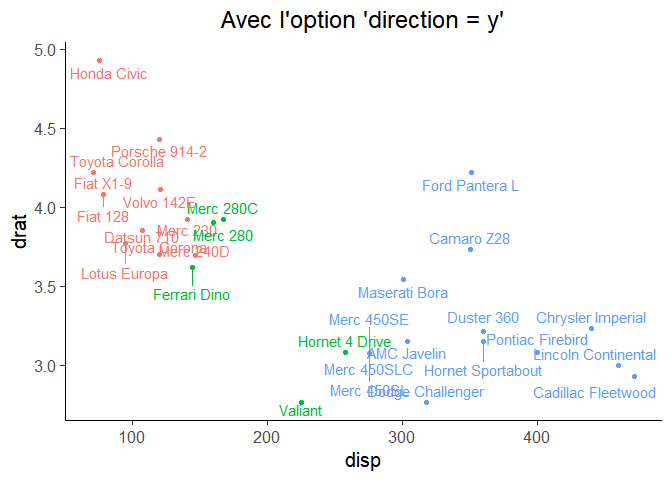 Avec l'option 'direction = y'
5.0
Honda Civic
4.5
Porsche 914-2
Toyota Corolla
Fiat X1-9
Ford Pantera L
Volvo 142E
4.0
Merc 280C
Fiat 128
Merc 230
Merc 280
Datsun 710
Camaro Z28
Toyota Corona
Merc 240D
Lotus Europa
3.5
Ferrari Dino
Maserati Bora
Merc 450SE
Duster 360
Chrysler Imperial
Hornet 4 Drive
Pontiac Firebird
AMC Javelin
Lincoln Continental
3.0
Merc 450SLC
Hornet Sportabout
Merc 450SL
Dodge Challenger
Cadillac Fleetwood
Valiant
drat
100
200
300
400
disp